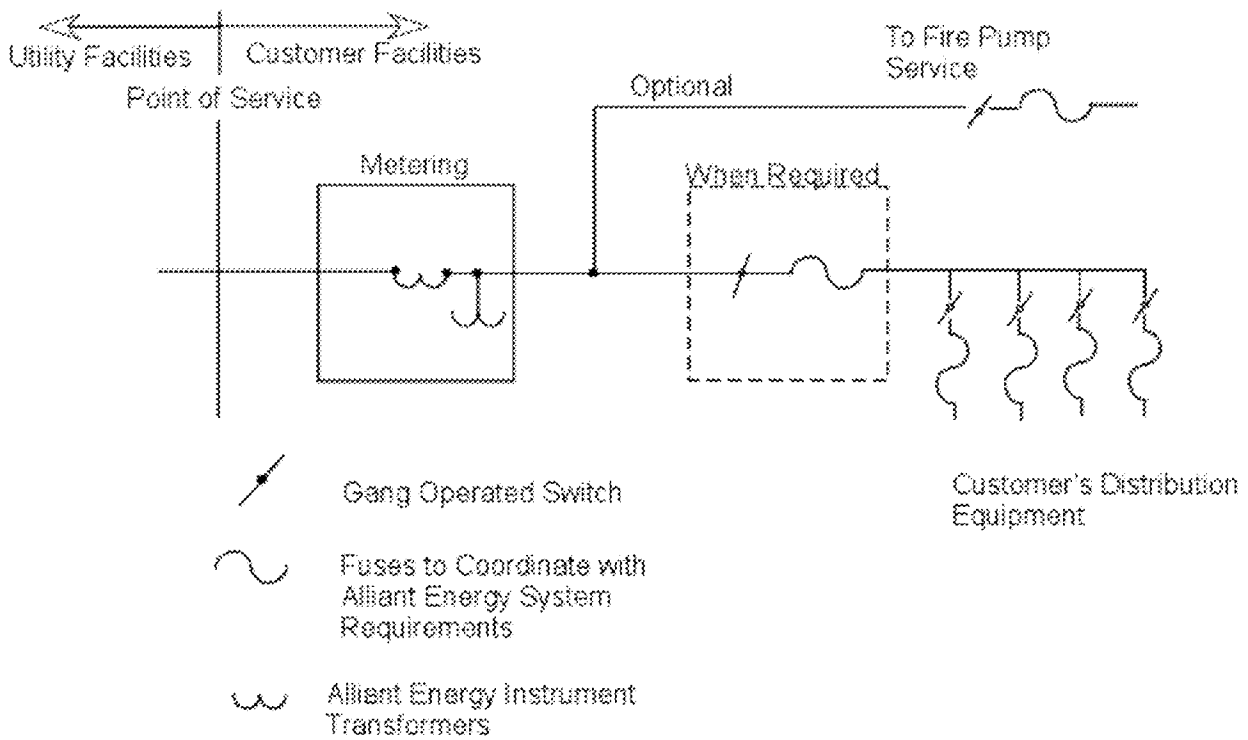 Utility Facilities
Customer Facilities
Point of Service
To Fire Pump
Service
Optional
Metering
When Required
Gang Operated Switch
Customer's Distribution
Equipment
Fuses to Coordinate with
Alliant Energy System
Requirements
Alliant Energy Instrument
Transformers